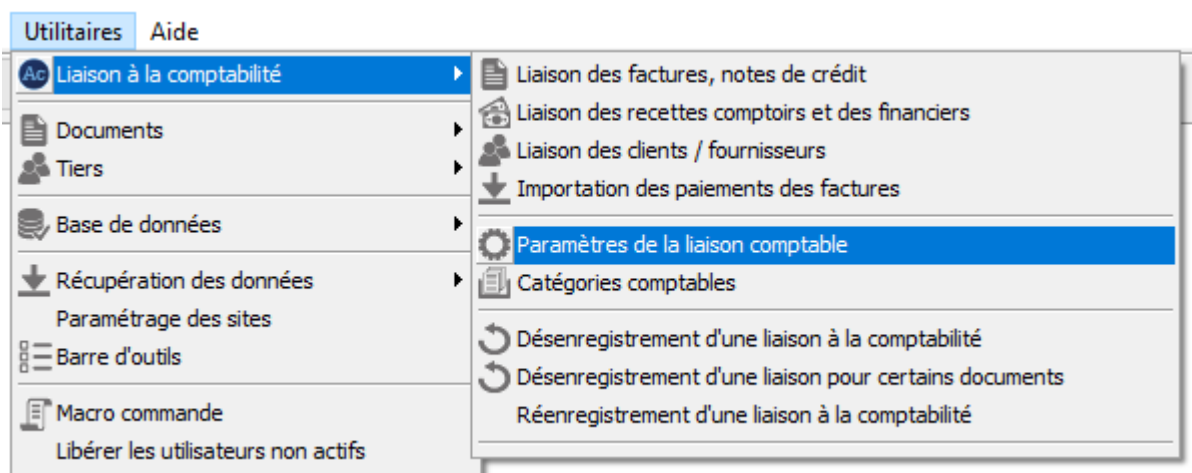 Utilitaires Aide
Ac Liaison à la comptabilité
Documents
Tiers
Base de données
Récupération des données
Paramétrage des sites
Barre d'outils
Macro commande
Libérer les utilisateurs non actifs
Liaison des factures, notes de crédit
Liaison des recettes comptoirs et des financiers
Liaison des clients / fournisseurs
Importation des paiements des factures
Paramètres de la liaison comptable
Catégories comptables
Désenregistrement d'une liaison à la comptabilité
Désenregistrement d'une liaison pour certains documents
Réenregistrement d'une liaison à la comptabilité